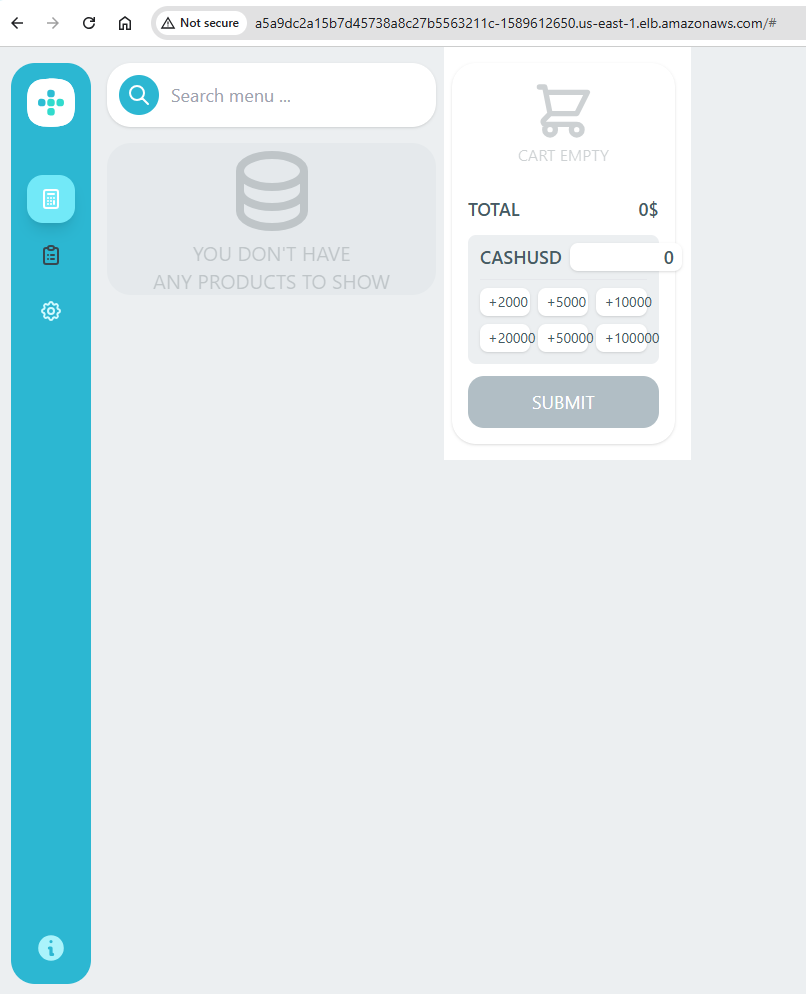 Not secure
a5a9dc2a15b7d45738a8c27b5563211c-1589612650.us-east-1.elb.amazonaws.com/#
Search menu ...
YOU DON'T HAVE
ANY PRODUCTS TO SHOW
CART EMPTY
TOTAL 0$
CASHUSD 0
+2000 +5000 +10000
+20000 +50000 +100000
SUBMIT